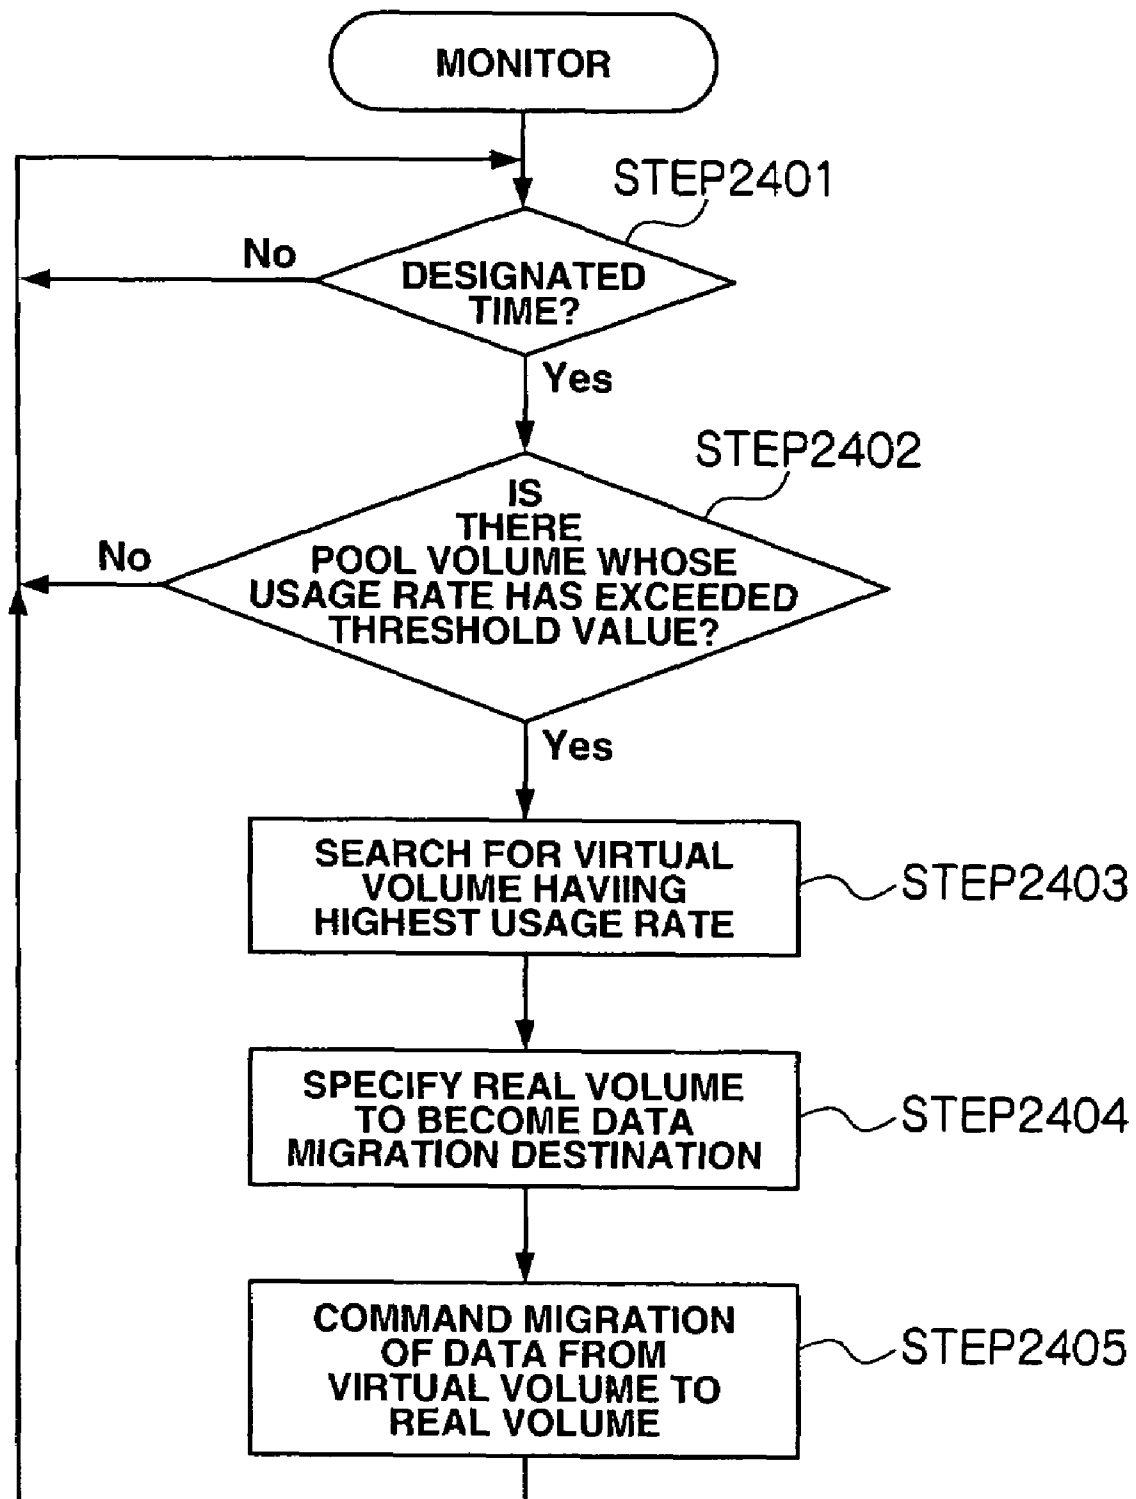 MONITOR
STEP2401
No
DESIGNATED
TIME?
Yes
STEP2402
IS
THERE
No
POOL VOLUME WHOSE
USAGE RATE HAS EXCEEDED
THRESHOLD VALUE?
Yes
SEARCH FOR VIRTUAL
VOLUME HAVIING
HIGHEST USAGE RATE
STEP2403
SPECIFY REAL VOLUME
TO BECOME DATA
MIGRATION DESTINATION
STEP2404
COMMAND MIGRATION
OF DATA FROM
VIRTUAL VOLUME TO
REAL VOLUME
STEP2405